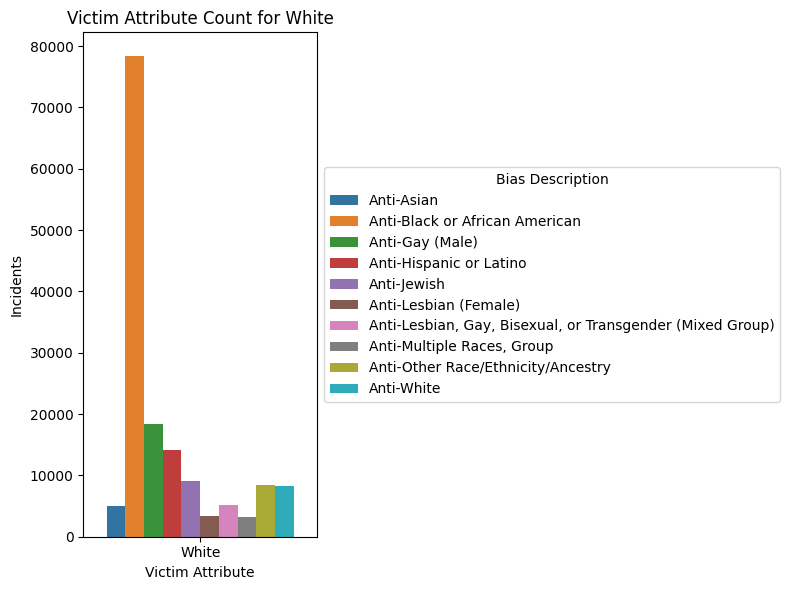 Victim Attribute Count for White
80000
70000
60000
50000
40000
30000
20000
10000
0
Incidents
White
Victim Attribute
Bias Description
Anti-Asian
Anti-Black or African American
Anti-Gay (Male)
Anti-Hispanic or Latino
Anti-Jewish
Anti-Lesbian (Female)
Anti-Lesbian, Gay, Bisexual, or Transgender (Mixed Group)
Anti-Multiple Races, Group
Anti-Other Race/Ethnicity/Ancestry
Anti-White